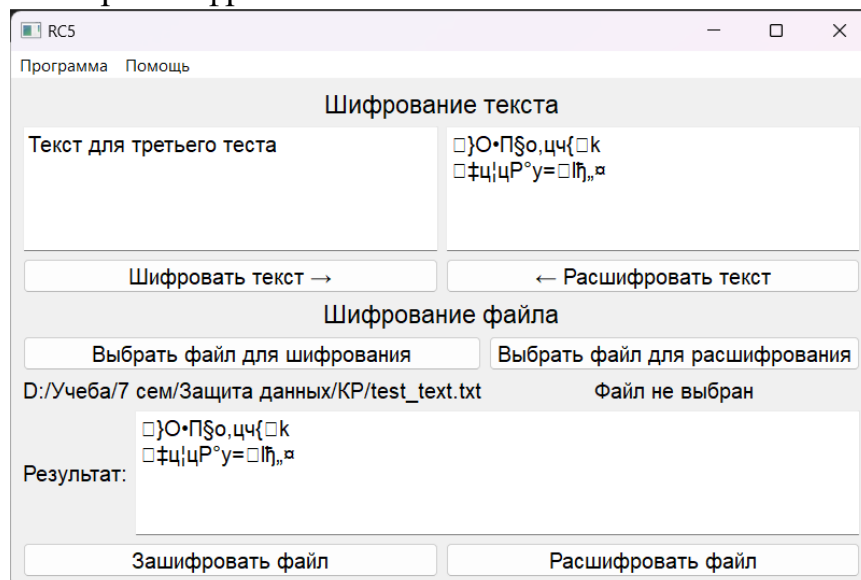 RC5
Программа Помощь
Шифрование текста
Текст для третьего теста
□}О•П§о,цч{□k
□‡ц¦цР°у=□lђ„¤
Шифровать текст →
← Расшифровать текст
Шифрование файла
Выбрать файл для шифрования
Выбрать файл для расшифрования
D:/Учеба/7 сем/Защита данных/КР/test_text.txt
Файл не выбран
Результат:
□}О•П§о,цч{□k
□‡ц¦цР°у=□lђ„¤
Зашифровать файл
Расшифровать файл